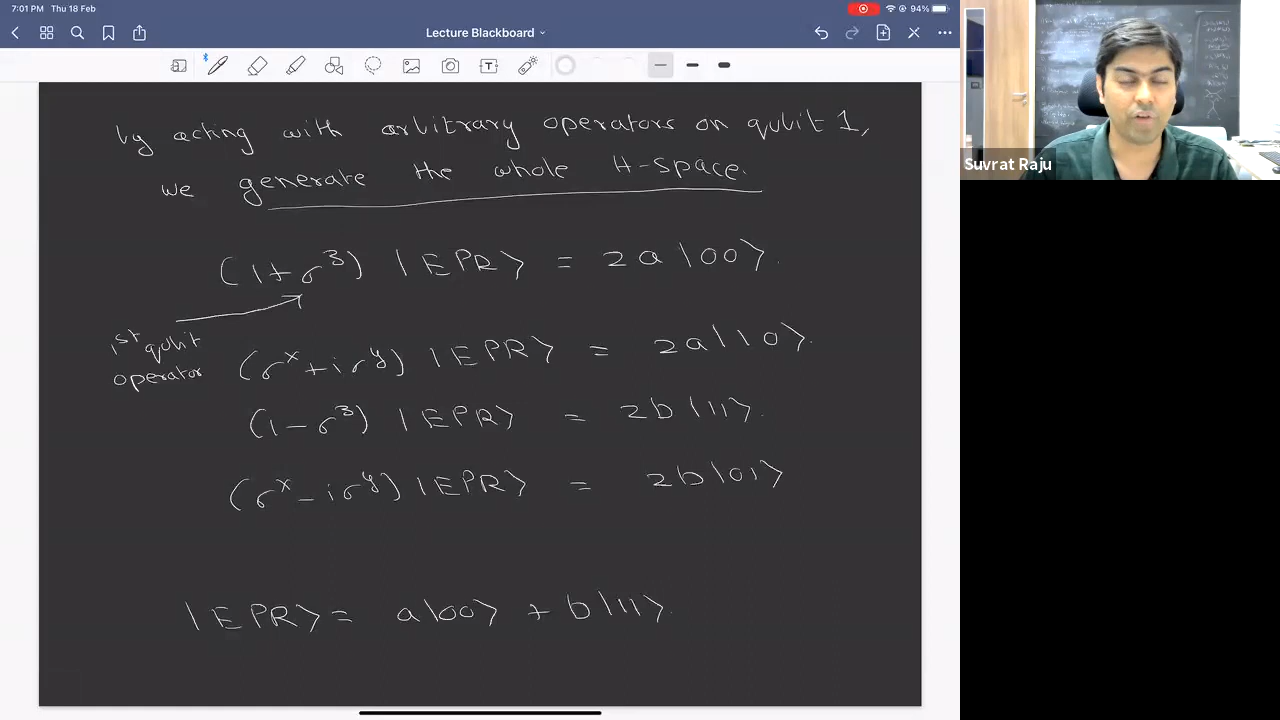 7:01 PM Thu 18 Feb
94%
Lecture Blackboard
by acting with arbitrary operators on qubit 1,
we generate the whole H-space.
(1+σ³) |EPR⟩ = 2a|00⟩.
1st qubit
operator
(σˣ+iσʸ) |EPR⟩ = 2a|10⟩.
(1-σ³) |EPR⟩ = 2b|11⟩.
(σˣ-iσʸ) |EPR⟩ = 2b|01⟩
|EPR⟩ = a|00⟩ + b|11⟩.
Suvrat Raju